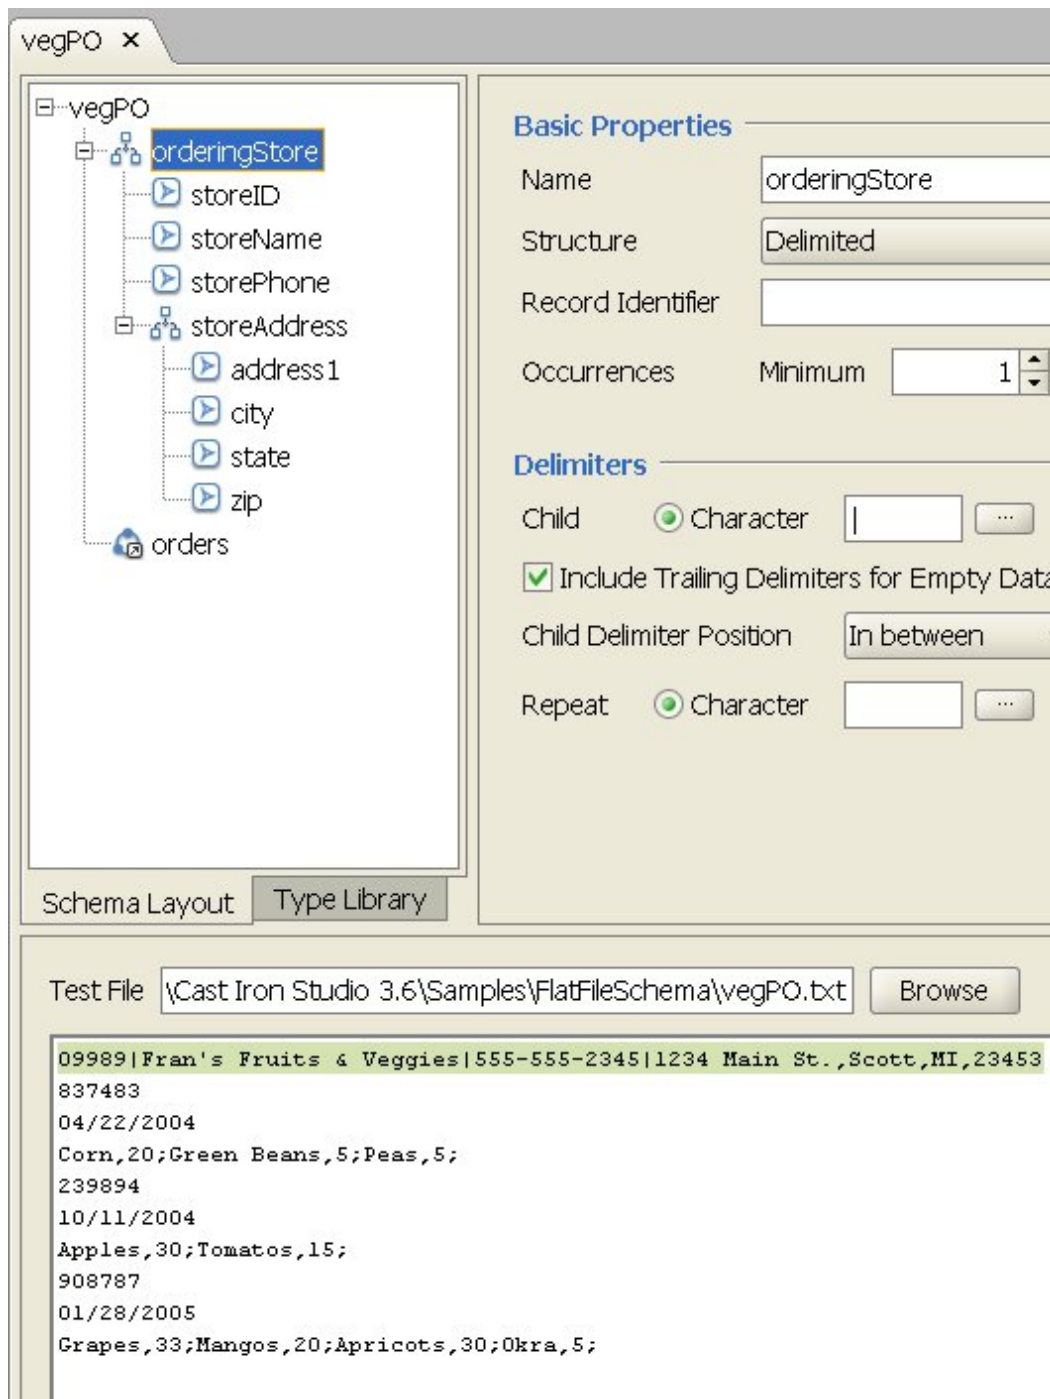 vegPO ×
vegPO
orderingStore
storeID
storeName
storePhone
storeAddress
address1
city
state
zip
orders
Schema Layout
Type Library
Basic Properties
Name orderingStore
Structure Delimited
Record Identifier
Occurrences Minimum 1
Delimiters
Child Character | ...
Include Trailing Delimiters for Empty Data
Child Delimiter Position In between
Repeat Character ...
Test File \Cast Iron Studio 3.6\Samples\FlatFileSchema\vegPO.txt Browse
09989|Fran's Fruits & Veggies|555-555-2345|1234 Main St.,Scott,MI,23453
837483
04/22/2004
Corn,20;Green Beans,5;Peas,5;
239894
10/11/2004
Apples,30;Tomatos,15;
908787
01/28/2005
Grapes,33;Mangos,20;Apricots,30;Okra,5;